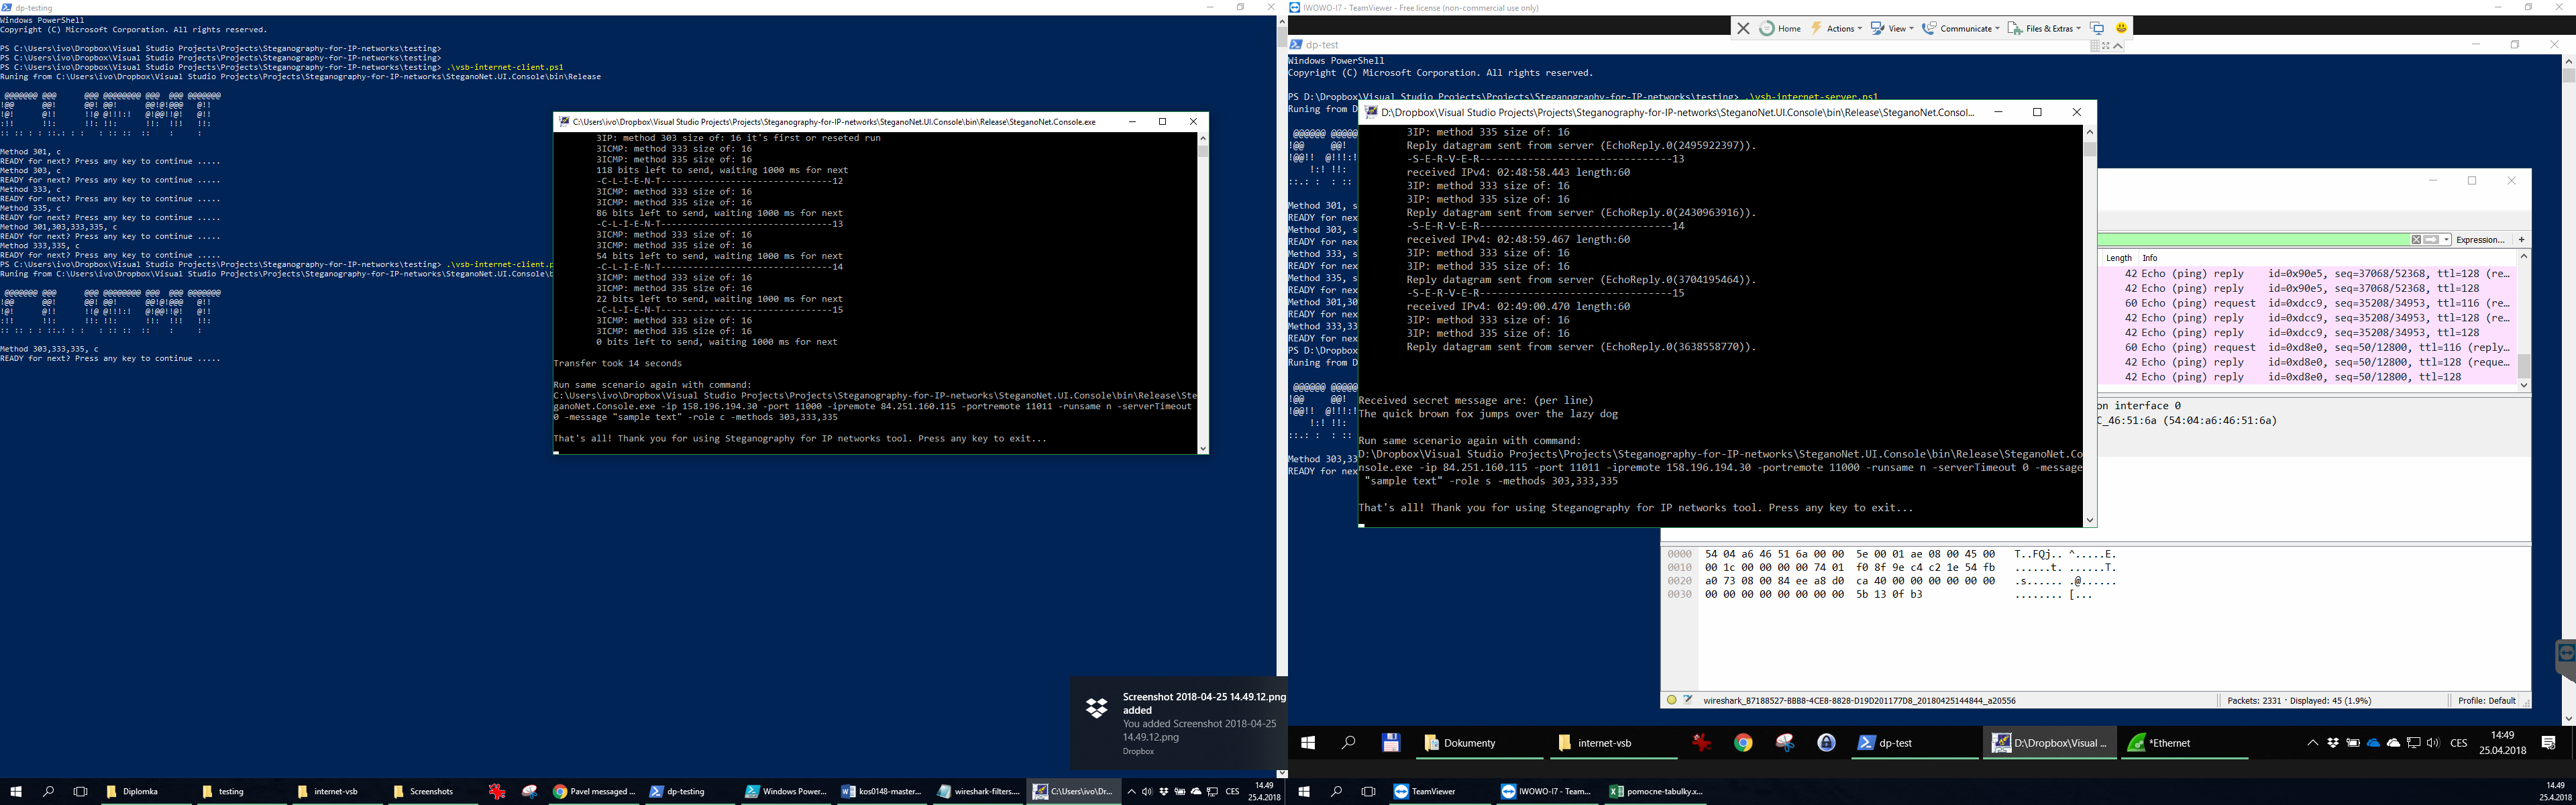 dp-testing
Windows PowerShell
Copyright (C) Microsoft Corporation. All rights reserved.
PS C:\Users\ivo\Dropbox\Visual Studio Projects\Projects\Steganography-for-IP-networks\testing>
PS C:\Users\ivo\Dropbox\Visual Studio Projects\Projects\Steganography-for-IP-networks\testing>
PS C:\Users\ivo\Dropbox\Visual Studio Projects\Projects\Steganography-for-IP-networks\testing> .\vsb-internet-client.ps1
Runing from C:\Users\ivo\Dropbox\Visual Studio Projects\Projects\Steganography-for-IP-networks\SteganoNet.UI.Console\bin\Release
Method 301, c
READY for next? Press any key to continue .....
Method 303, c
READY for next? Press any key to continue .....
Method 333, c
READY for next? Press any key to continue .....
Method 335, c
READY for next? Press any key to continue .....
Method 301,303,333,335, c
READY for next? Press any key to continue .....
Method 333,335, c
READY for next? Press any key to continue .....
PS C:\Users\ivo\Dropbox\Visual Studio Projects\Projects\Steganography-for-IP-networks\testing> .\vsb-internet-client.p
Runing from C:\Users\ivo\Dropbox\Visual Studio Projects\Projects\Steganography-for-IP-networks\SteganoNet.UI.Console\b
Method 303,333,335, c
READY for next? Press any key to continue .....
C:\Users\ivo\Dropbox\Visual Studio Projects\Projects\Steganography-for-IP-networks\SteganoNet.UI.Console\bin\Release\SteganoNet.Console.exe
3IP: method 303 size of: 16 it's first or reseted run
3ICMP: method 333 size of: 16
3ICMP: method 335 size of: 16
118 bits left to send, waiting 1000 ms for next
-C-L-I-E-N-T--------------------------------12
3ICMP: method 333 size of: 16
3ICMP: method 335 size of: 16
86 bits left to send, waiting 1000 ms for next
-C-L-I-E-N-T--------------------------------13
3ICMP: method 333 size of: 16
3ICMP: method 335 size of: 16
54 bits left to send, waiting 1000 ms for next
-C-L-I-E-N-T--------------------------------14
3ICMP: method 333 size of: 16
3ICMP: method 335 size of: 16
22 bits left to send, waiting 1000 ms for next
-C-L-I-E-N-T--------------------------------15
3ICMP: method 333 size of: 16
3ICMP: method 335 size of: 16
0 bits left to send, waiting 1000 ms for next
Transfer took 14 seconds
Run same scenario again with command:
C:\Users\ivo\Dropbox\Visual Studio Projects\Projects\Steganography-for-IP-networks\SteganoNet.UI.Console\bin\Release\Ste
ganoNet.Console.exe -ip 158.196.194.30 -port 11000 -ipremote 84.251.160.115 -portremote 11011 -runsame n -serverTimeout
0 -message "sample text" -role c -methods 303,333,335
That's all! Thank you for using Steganography for IP networks tool. Press any key to exit...
Screenshot 2018-04-25 14.49.12.png
added
You added Screenshot 2018-04-25
14.49.12.png
Dropbox
Diplomka
testing
internet-vsb
Screenshots
Pavel messaged ...
dp-testing
Windows Power...
kos0148-master...
wireshark-filters....
C:\Users\ivo\Dr...
CES
14.49
25.4.2018
IWOWO-I7 - TeamViewer - Free license (non-commercial use only)
Home
Actions
View
Communicate
Files & Extras
dp-test
Windows PowerShell
Copyright (C) Microsoft Corporation. All rights reserved.
PS D:\Dropbox\Visual Studio Projects\Projects\Steganography-for-IP-networks\testing> .\vsb-internet-server.ps1
Runing from D
Method 301, s
READY for nex
Method 303, s
READY for nex
Method 333, s
READY for nex
Method 335, s
READY for nex
Method 301,30
READY for nex
Method 333,33
READY for nex
PS D:\Dropbox
Runing from D
Method 303,33
READY for nex
D:\Dropbox\Visual Studio Projects\Projects\Steganography-for-IP-networks\SteganoNet.UI.Console\bin\Release\SteganoNet.Consol...
3IP: method 335 size of: 16
Reply datagram sent from server (EchoReply.0(2495922397)).
-S-E-R-V-E-R--------------------------------13
received IPv4: 02:48:58.443 length:60
3IP: method 333 size of: 16
3IP: method 335 size of: 16
Reply datagram sent from server (EchoReply.0(2430963916)).
-S-E-R-V-E-R--------------------------------14
received IPv4: 02:48:59.467 length:60
3IP: method 333 size of: 16
3IP: method 335 size of: 16
Reply datagram sent from server (EchoReply.0(3704195464)).
-S-E-R-V-E-R--------------------------------15
received IPv4: 02:49:00.470 length:60
3IP: method 333 size of: 16
3IP: method 335 size of: 16
Reply datagram sent from server (EchoReply.0(3638558770)).
Received secret message are: (per line)
The quick brown fox jumps over the lazy dog
Run same scenario again with command:
D:\Dropbox\Visual Studio Projects\Projects\Steganography-for-IP-networks\SteganoNet.UI.Console\bin\Release\SteganoNet.Co
nsole.exe -ip 84.251.160.115 -port 11011 -ipremote 158.196.194.30 -portremote 11000 -runsame n -serverTimeout 0 -message
"sample text" -role s -methods 303,333,335
That's all! Thank you for using Steganography for IP networks tool. Press any key to exit...
Expression... +
Length Info
42 Echo (ping) reply id=0x90e5, seq=37068/52368, ttl=128 (re...
42 Echo (ping) reply id=0x90e5, seq=37068/52368, ttl=128
60 Echo (ping) request id=0xdcc9, seq=35208/34953, ttl=116 (re...
42 Echo (ping) reply id=0xdcc9, seq=35208/34953, ttl=128 (re...
42 Echo (ping) reply id=0xdcc9, seq=35208/34953, ttl=128
60 Echo (ping) request id=0xd8e0, seq=50/12800, ttl=116 (reply...
42 Echo (ping) reply id=0xd8e0, seq=50/12800, ttl=128 (reque...
42 Echo (ping) reply id=0xd8e0, seq=50/12800, ttl=128
on interface 0
C_46:51:6a (54:04:a6:46:51:6a)
0000 54 04 a6 46 51 6a 00 00 5e 00 01 ae 08 00 45 00 T..FQj.. ^.....E.
0010 00 1c 00 00 00 00 74 01 f0 8f 9e c4 c2 1e 54 fb ......t. ......T.
0020 a0 73 08 00 84 ee a8 d0 ca 40 00 00 00 00 00 00 .s...... .@......
0030 00 00 00 00 00 00 00 00 5b 13 0f b3 ........ [...
wireshark_B7188527-BBB8-4CE8-8828-D19D201177D8_20180425144844_a20556
Packets: 2331 · Displayed: 45 (1.9%)
Profile: Default
Dokumenty
internet-vsb
dp-test
D:\Dropbox\Visual ...
*Ethernet
CES
14:49
25.04.2018
TeamViewer
IWOWO-I7 - Team...
pomocne-tabulky.x...
14.49
25.4.2018